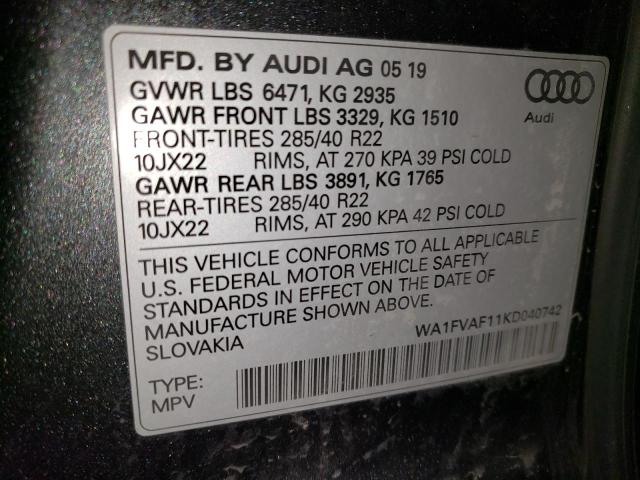 MFD. BY AUDI AG 05 19
GVWR LBS 6471, KG 2935
GAWR FRONT LBS 3329, KG 1510
FRONT-TIRES 285/40 R22
10JX22 RIMS, AT 270 KPA 39 PSI COLD
GAWR REAR LBS 3891, KG 1765
REAR-TIRES 285/40 R22
10JX22 RIMS, AT 290 KPA 42 PSI COLD
Audi
THIS VEHICLE CONFORMS TO ALL APPLICABLE
U.S. FEDERAL MOTOR VEHICLE SAFETY
STANDARDS IN EFFECT ON THE DATE OF
MANUFACTURE SHOWN ABOVE.
SLOVAKIA
WA1FVAF11KD040742
TYPE:
MPV